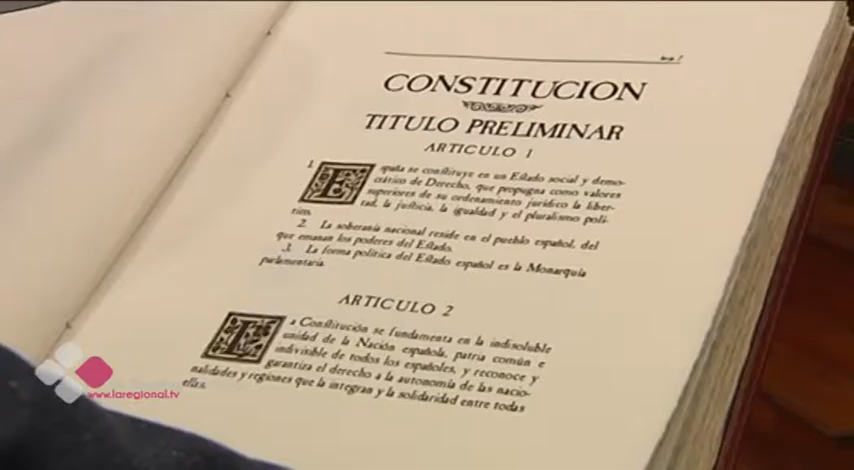 CONSTITUCION
TITULO PRELIMINAR
ARTICULO 1
1. España se constituye en un Estado social y demo-
crático de Derecho, que propugna como valores
superiores de su ordenamiento jurídico la liber-
tad, la justicia, la igualdad y el pluralismo polí-
tico.
2. La soberanía nacional reside en el pueblo español, del
que emanan los poderes del Estado.
3. La forma política del Estado español es la Monarquía
parlamentaria.
ARTICULO 2
La Constitución se fundamenta en la indisoluble
unidad de la Nación española, patria común e
indivisible de todos los españoles, y reconoce y
garantiza el derecho a la autonomía de las nacio-
nalidades y regiones que la integran y la solidaridad entre todas
ellas.
www.laregional.tv